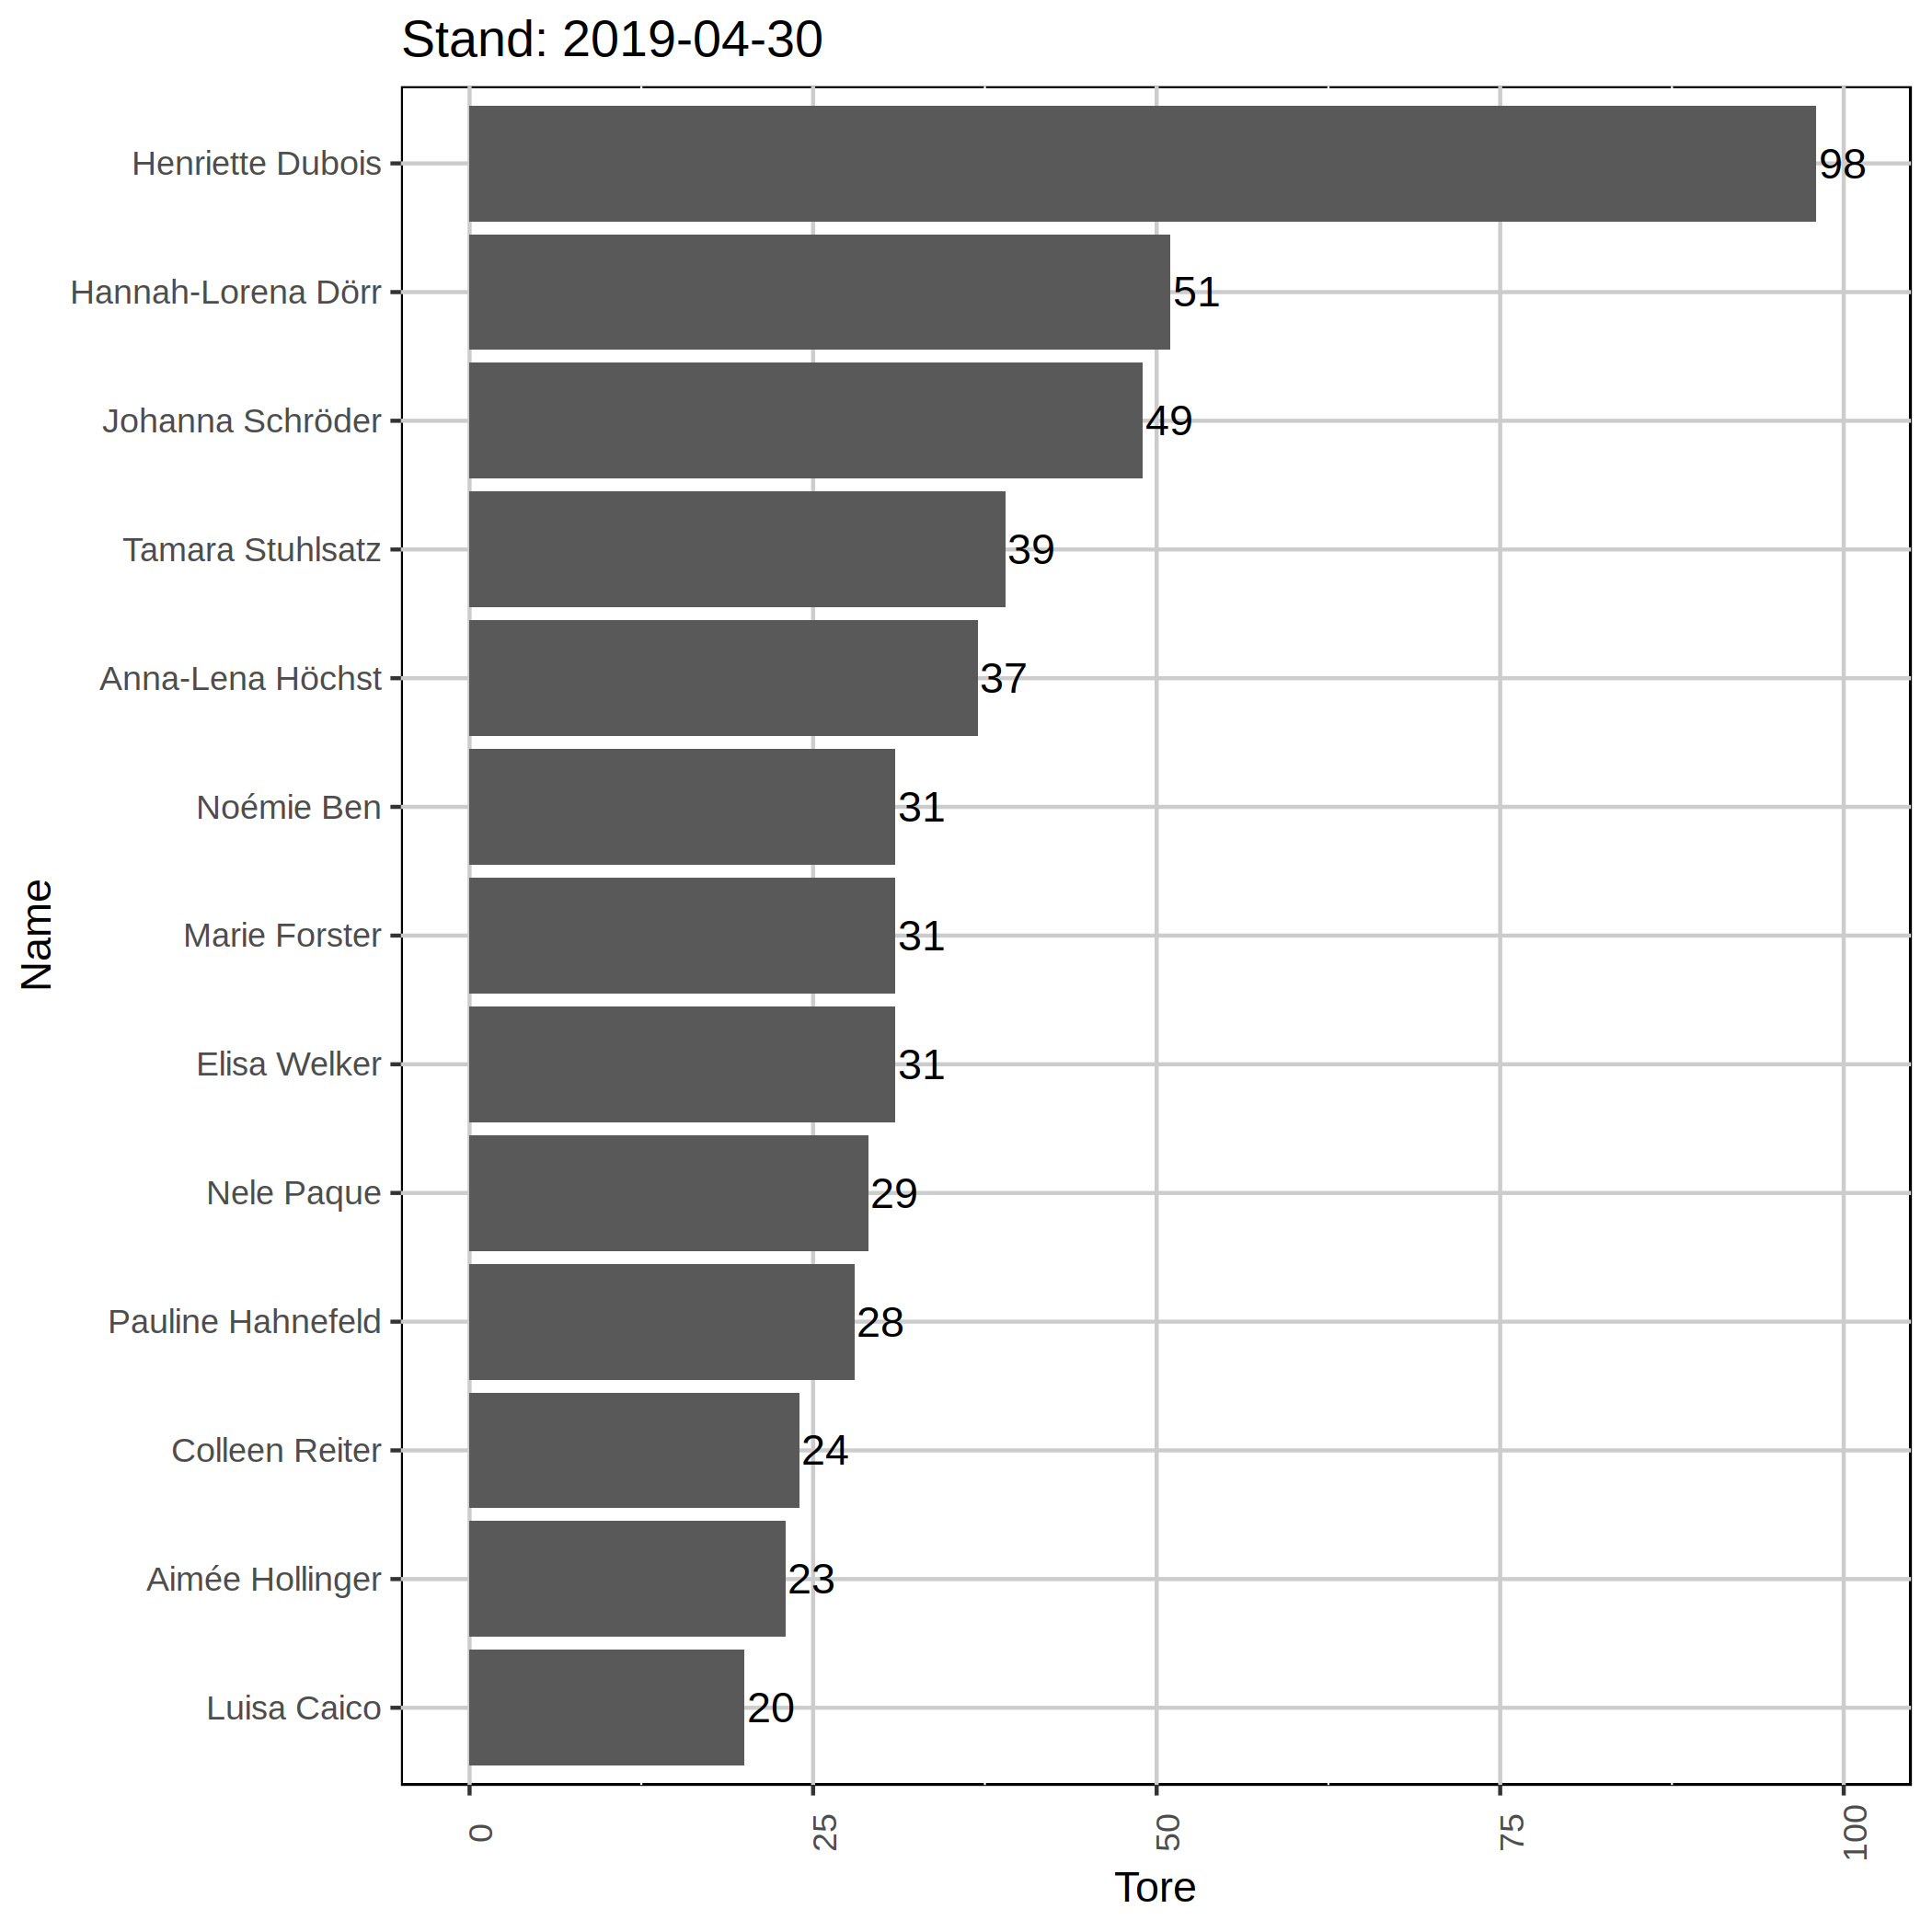 Stand: 2019-04-30
Henriette Dubois 98
Hannah-Lorena Dörr 51
Johanna Schröder 49
Tamara Stuhlsatz 39
Anna-Lena Höchst 37
Noémie Ben 31
Marie Forster 31
Elisa Welker 31
Nele Paque 29
Pauline Hahnefeld 28
Colleen Reiter 24
Aimée Hollinger 23
Luisa Caico 20
Name
0 25 50 75 100
Tore